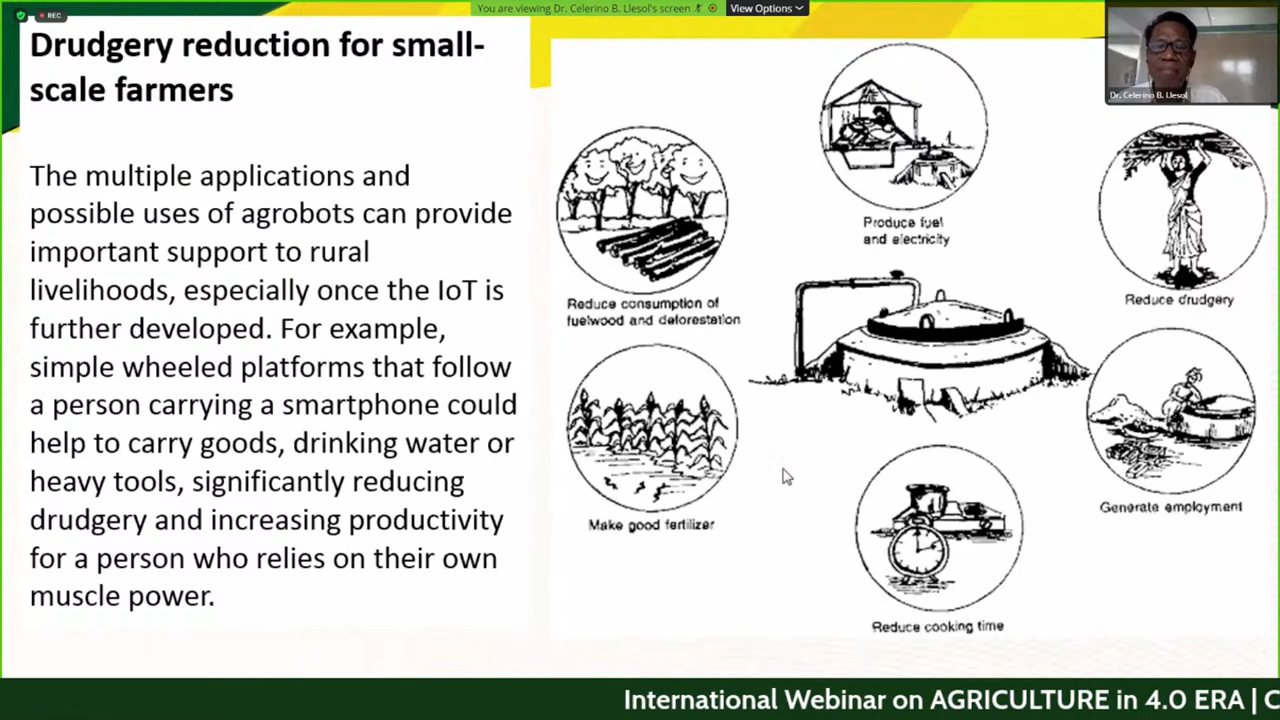 REC
You are viewing Dr. Celerino B. Llesol's screen
View Options
Drudgery reduction for small-
scale farmers
The multiple applications and
possible uses of agrobots can provide
important support to rural
livelihoods, especially once the IoT is
further developed. For example,
simple wheeled platforms that follow
a person carrying a smartphone could
help to carry goods, drinking water or
heavy tools, significantly reducing
drudgery and increasing productivity
for a person who relies on their own
muscle power.
Produce fuel
and electricity
Reduce consumption of
fuelwood and deforestation
Reduce drudgery
Make good fertilizer
Generate employment
Reduce cooking time
Dr. Celerino B. Llesol
International Webinar on AGRICULTURE in 4.0 ERA | C